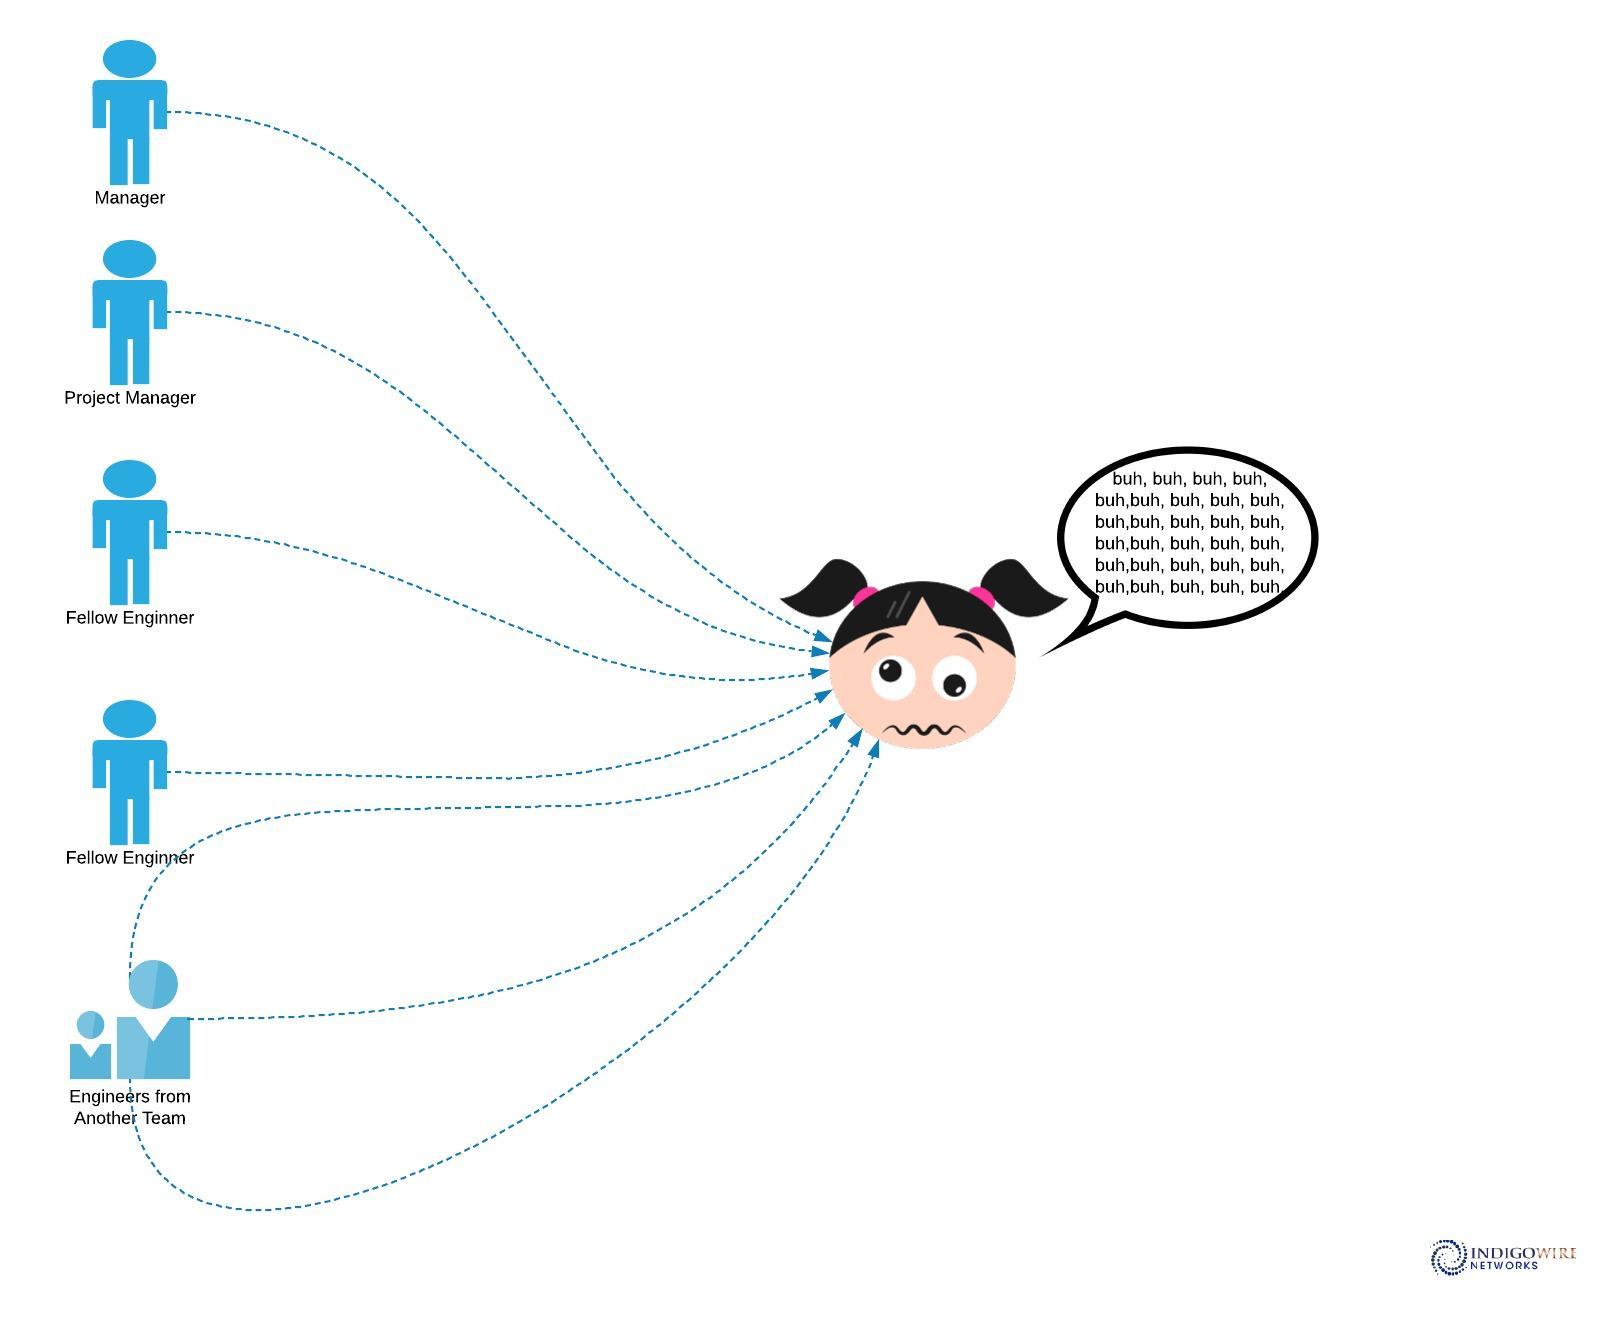 Manager
Project Manager
Fellow Enginner
Fellow Enginner
Engineers from
Another Team
buh, buh, buh, buh,
buh,buh, buh, buh, buh,
buh,buh, buh, buh, buh,
buh,buh, buh, buh, buh,
buh,buh, buh, buh, buh,
buh,buh, buh, buh, buh,
INDIGOWIRE
NETWORKS